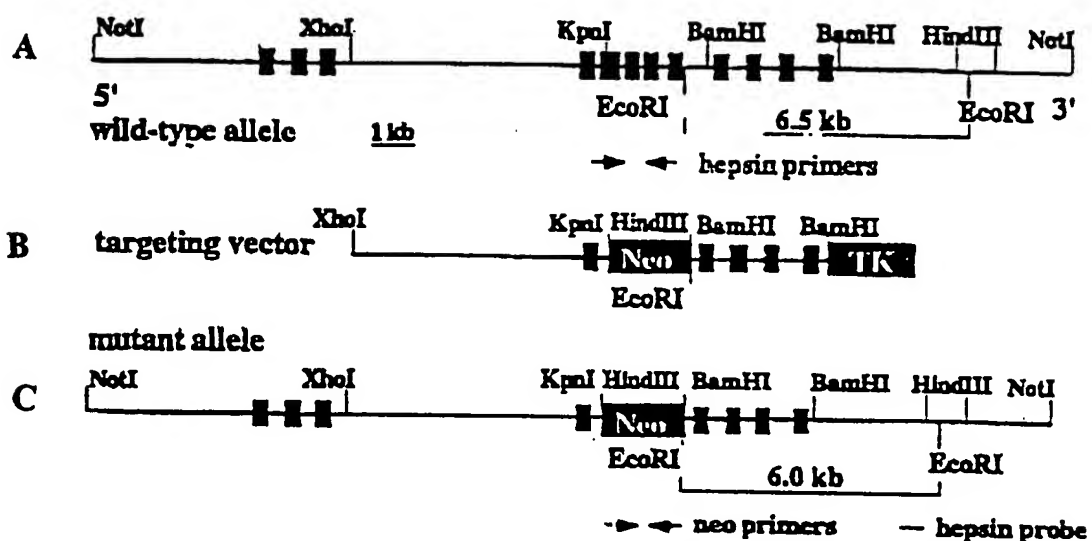 A
NotI XhoI KpnI BamHI BamHI HindIII NotI
5' EcoRI 6.5 kb EcoRI 3'
wild-type allele 1 kb
hepsin primers
XhoI KpnI HindIII BamHI BamHI
B targeting vector Neo TK
EcoRI
mutant allele
NotI XhoI KpnI HindIII BamHI BamHI HindIII NotI
C Neo
EcoRI 6.0 kb EcoRI
neo primers hepsin probe